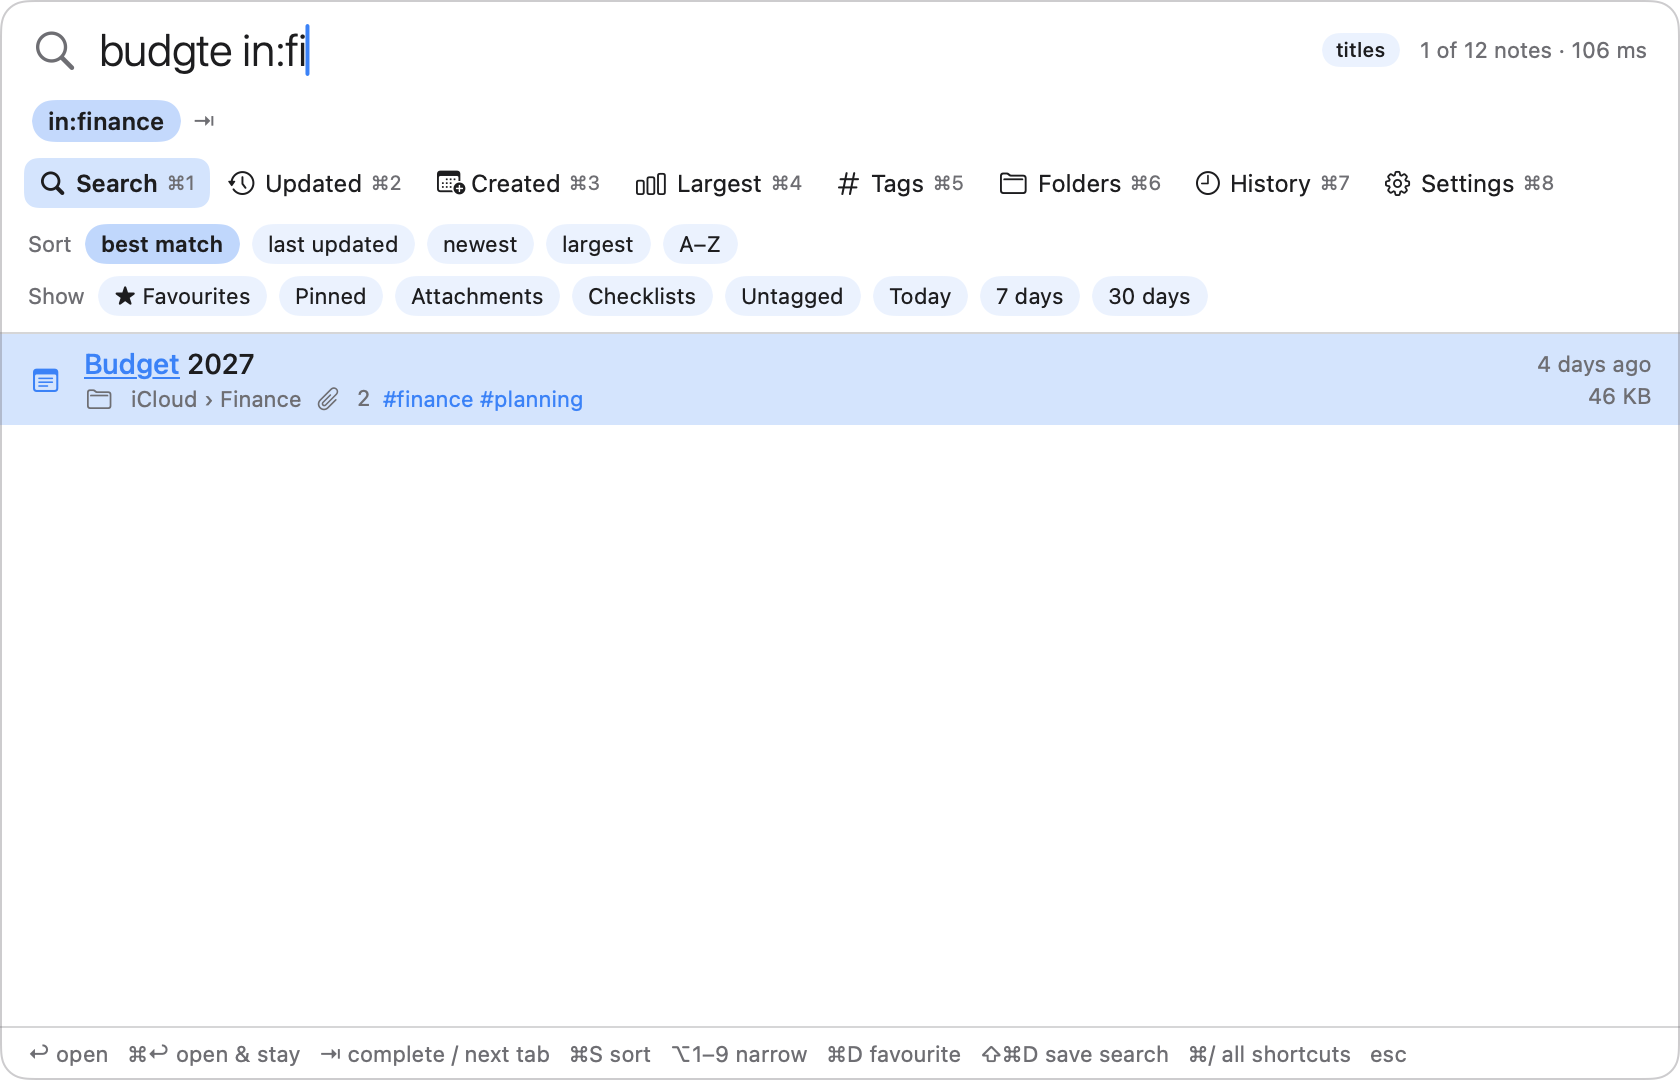 budgte in:fi titles 1 of 12 notes · 106 ms
in:finance ⇥
Search ⌘1 Updated ⌘2 Created ⌘3 Largest ⌘4 # Tags ⌘5 Folders ⌘6 History ⌘7 Settings ⌘8
Sort best match last updated newest largest A–Z
Show ★ Favourites Pinned Attachments Checklists Untagged Today 7 days 30 days
Budget 2027 4 days ago
iCloud › Finance 2 #finance #planning 46 KB
↩ open ⌘↩ open & stay ⇥ complete / next tab ⌘S sort ⌥1–9 narrow ⌘D favourite ⇧⌘D save search ⌘/ all shortcuts esc